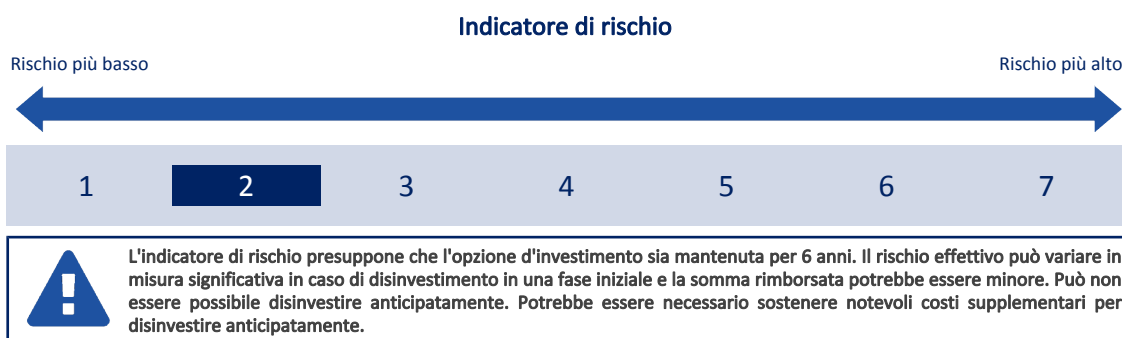 Indicatore di rischio
Rischio più basso
Rischio più alto
1 2 3 4 5 6 7
L'indicatore di rischio presuppone che l'opzione d'investimento sia mantenuta per 6 anni. Il rischio effettivo può variare in
misura significativa in caso di disinvestimento in una fase iniziale e la somma rimborsata potrebbe essere minore. Può non
essere possibile disinvestire anticipatamente. Potrebbe essere necessario sostenere notevoli costi supplementari per
disinvestire anticipatamente.